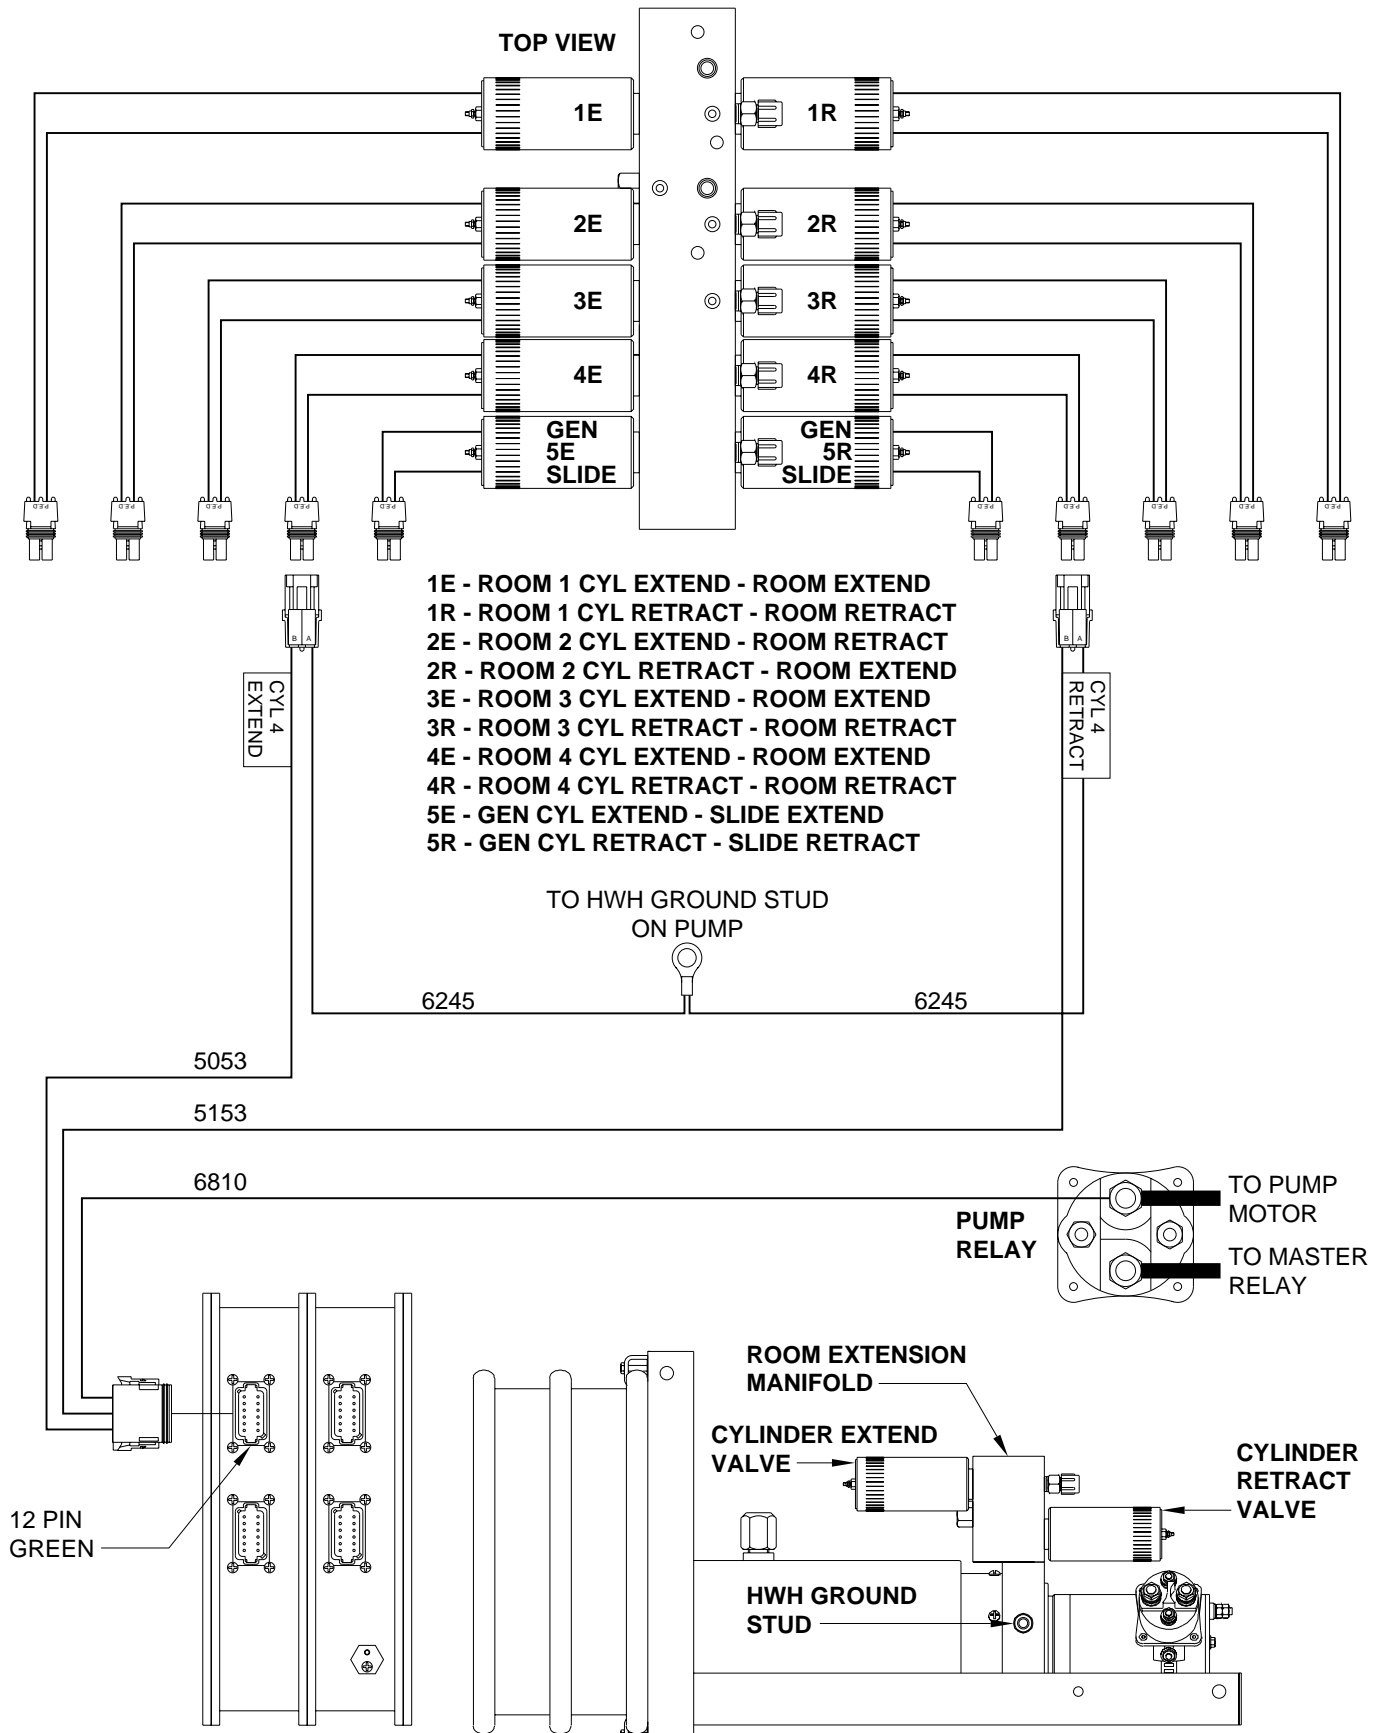 TOP VIEW
1E
1R
2E
2R
3E
3R
4E
4R
GEN
5E
SLIDE
GEN
5R
SLIDE
P.E.D
P.E.D
P.E.D
P.E.D
P.E.D
P.E.D
P.E.D
P.E.D
P.E.D
P.E.D
1E - ROOM 1 CYL EXTEND - ROOM EXTEND
1R - ROOM 1 CYL RETRACT - ROOM RETRACT
2E - ROOM 2 CYL EXTEND - ROOM RETRACT
2R - ROOM 2 CYL RETRACT - ROOM EXTEND
3E - ROOM 3 CYL EXTEND - ROOM EXTEND
3R - ROOM 3 CYL RETRACT - ROOM RETRACT
4E - ROOM 4 CYL EXTEND - ROOM EXTEND
4R - ROOM 4 CYL RETRACT - ROOM RETRACT
5E - GEN CYL EXTEND - SLIDE EXTEND
5R - GEN CYL RETRACT - SLIDE RETRACT
B A
B A
CYL 4
EXTEND
CYL 4
RETRACT
TO HWH GROUND STUD
ON PUMP
6245
6245
5053
5153
6810
PUMP
RELAY
TO PUMP
MOTOR
TO MASTER
RELAY
12 PIN
GREEN
ROOM EXTENSION
MANIFOLD
CYLINDER EXTEND
VALVE
CYLINDER
RETRACT
VALVE
HWH GROUND
STUD